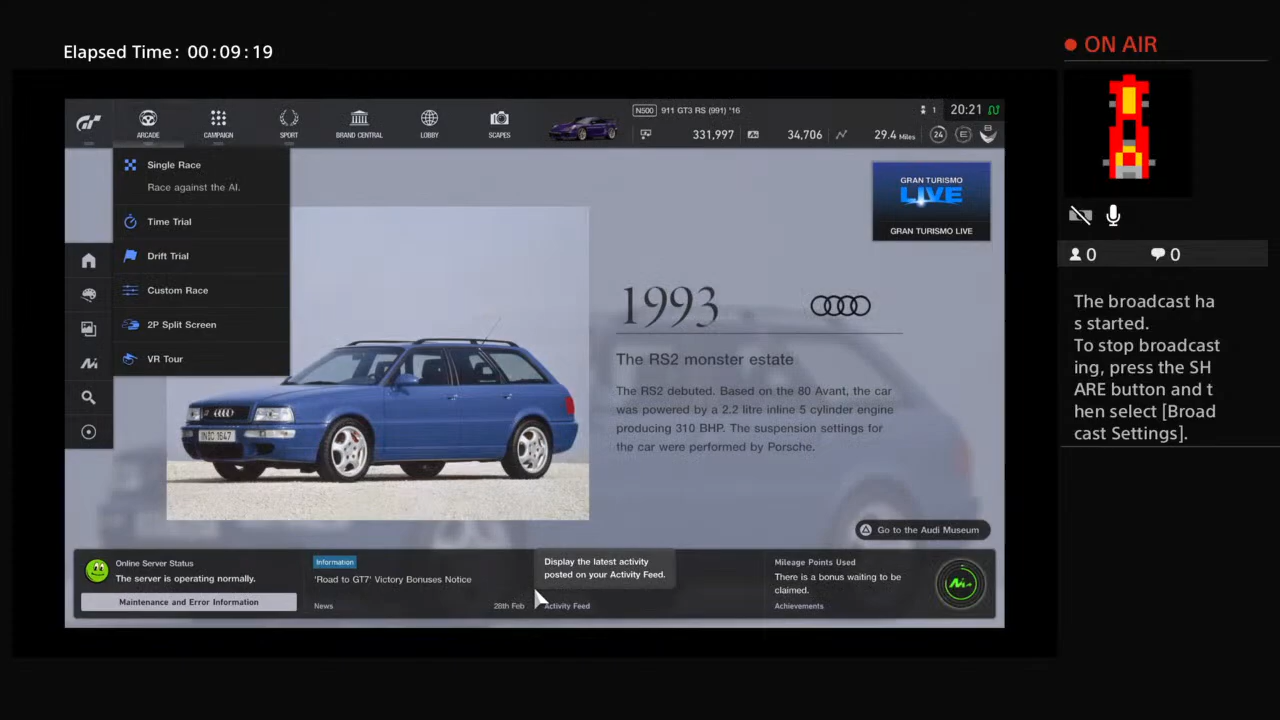 Elapsed Time: 00:09:19
ON AIR
GT
ARCADE
CAMPAIGN
SPORT
BRAND CENTRAL
LOBBY
SCAPES
N500 911 GT3 RS (991) '16
1 20:21
331,997 34,706 29.4 Miles 24 E
Single Race
Race against the AI.
Time Trial
Drift Trial
Custom Race
2P Split Screen
VR Tour
GRAN TURISMO
LIVE
GRAN TURISMO LIVE
1993
The RS2 monster estate
The RS2 debuted. Based on the 80 Avant, the car
was powered by a 2.2 litre inline 5 cylinder engine
producing 310 BHP. The suspension settings for
the car were performed by Porsche.
Go to the Audi Museum
Online Server Status
The server is operating normally.
Maintenance and Error Information
Information
'Road to GT7' Victory Bonuses Notice
News 28th Feb
Display the latest activity
posted on your Activity Feed.
Activity Feed
Mileage Points Used
There is a bonus waiting to be
claimed.
Achievements
0 0
The broadcast ha
s started.
To stop broadcast
ing, press the SH
ARE button and t
hen select [Broad
cast Settings].